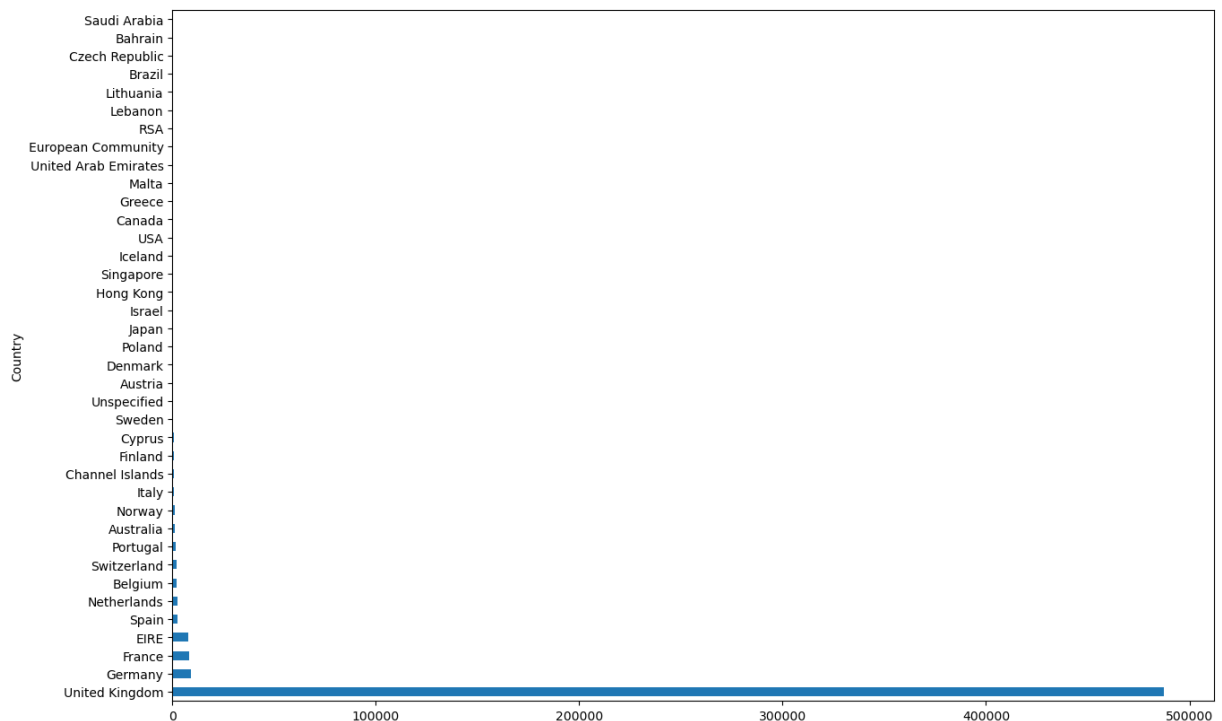 Saudi Arabia
Bahrain
Czech Republic
Brazil
Lithuania
Lebanon
RSA
European Community
United Arab Emirates
Malta
Greece
Canada
USA
Iceland
Singapore
Hong Kong
Israel
Japan
Poland
Denmark
Austria
Unspecified
Sweden
Cyprus
Finland
Channel Islands
Italy
Norway
Australia
Portugal
Switzerland
Belgium
Netherlands
Spain
EIRE
France
Germany
United Kingdom
Country
0 100000 200000 300000 400000 500000